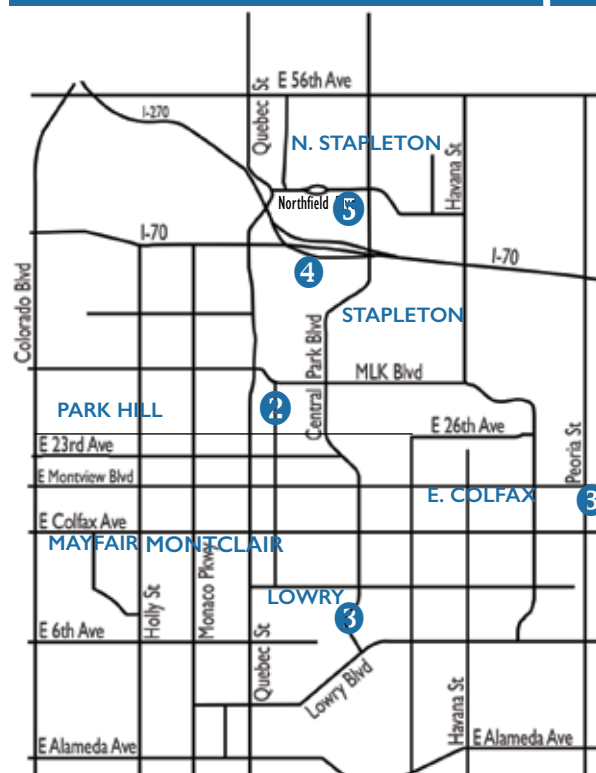 E 56th Ave
Quebec St
I-270
N. STAPLETON
Havana St
Northfield
5
I-70
I-70
4
Colorado Blvd
STAPLETON
Central Park Blvd
MLK Blvd
PARK HILL
2
E 26th Ave
E 23rd Ave
Peoria St
E Montview Blvd
E. COLFAX
3
E Colfax Ave
MAYFAIR
MONTCLAIR
Monaco Pkwy
Holly St
LOWRY
3
E 6th Ave
Quebec St
Lowry Blvd
Havana St
E Alameda Ave
E Alameda Ave